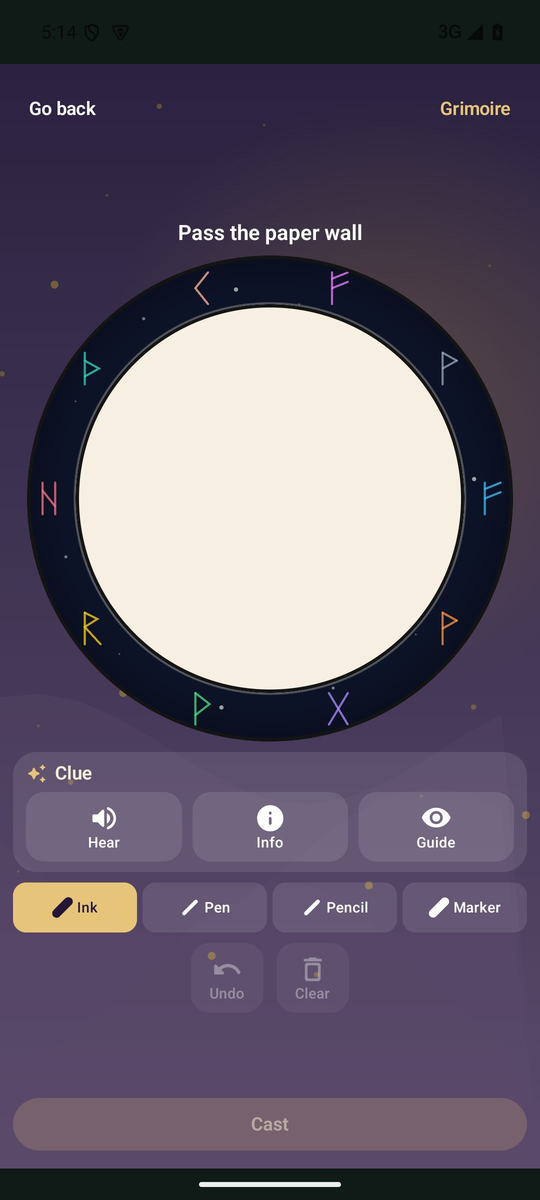 5:14 3G
Go back Grimoire
Pass the paper wall
ᚲ ᚠ
ᚦ ᚹ
ᚺ ᚠ
ᚱ ᚹ
ᚹ ᚷ
Clue
Hear Info Guide
Ink Pen Pencil Marker
Undo Clear
Cast